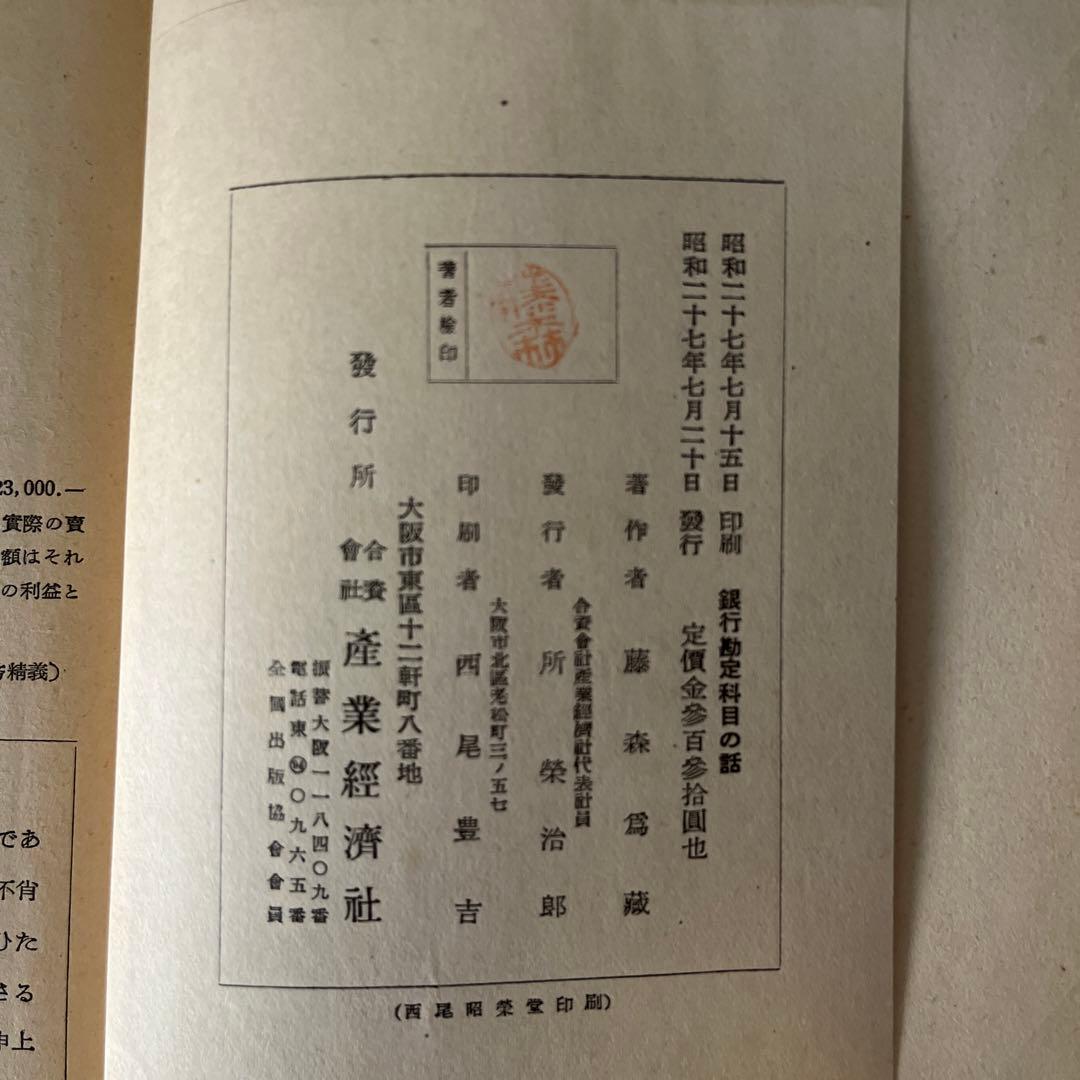 昭和二十七年七月十五日 印刷 銀行勘定科目の話
昭和二十七年七月二十日 發行 定價金參百參拾圓也
著作者 藤森爲藏
合資會社產業經濟社代表社員
發行者 所榮治郎
大阪市北區老松町三ノ五七
印刷者 西尾豊吉
著者檢印
大阪市東區十二軒町八番地
發行所 合資會社 產業經濟社
振替大阪一一八四〇九番
電話東(94)〇九六五番
全國出版協會會員
(西尾昭榮堂印刷)
23,000.—
實際の賣
額はそれ
の利益と
精義)
であ
不肖
ひた
さる
申上